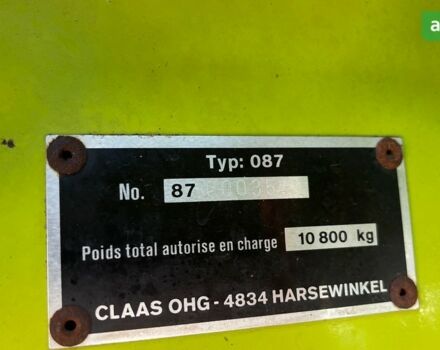 Typ: 087
No. 87
Poids total autorise en charge 10 800 kg
CLAAS OHG - 4834 HARSEWINKEL